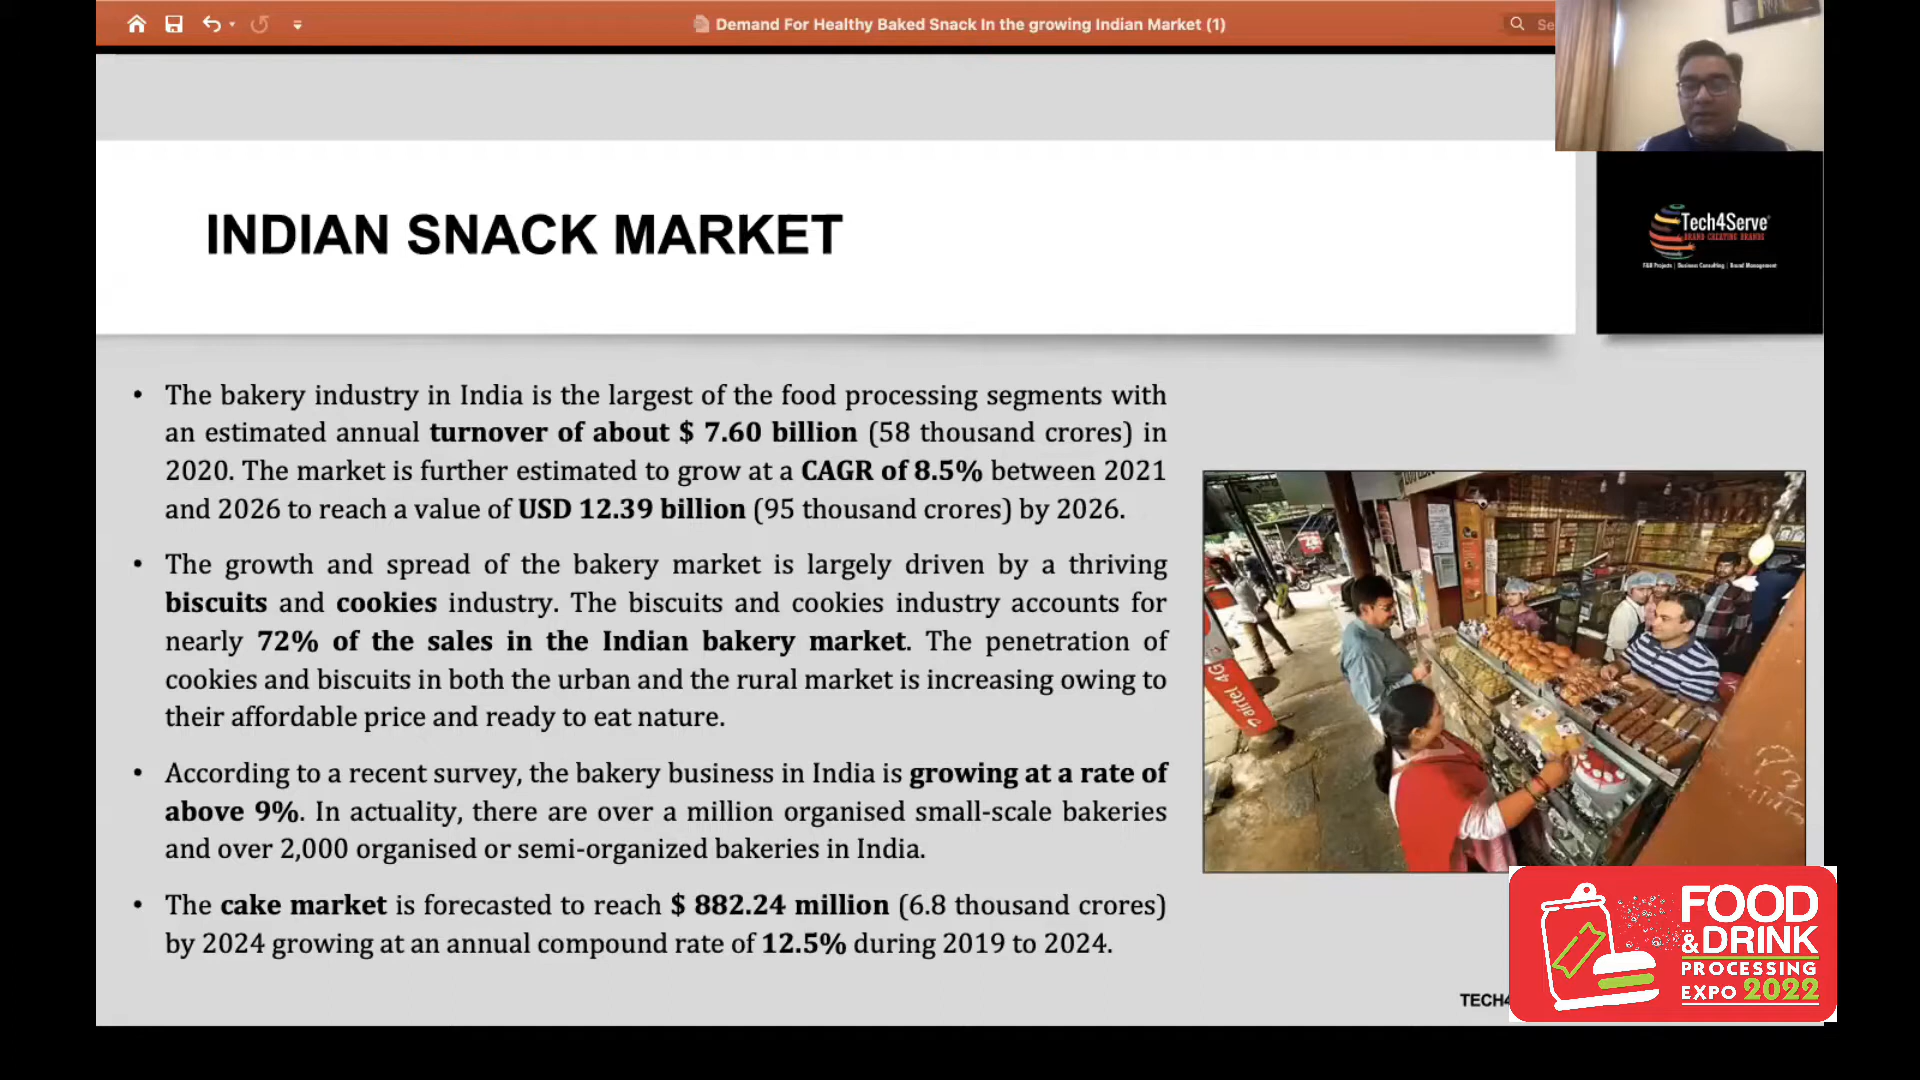 Demand For Healthy Baked Snack In the growing Indian Market (1)
Se
INDIAN SNACK MARKET
Tech4Serve
BRAND CREATING BRANDS
F&B Projects | Business Consulting | Brand Management
• The bakery industry in India is the largest of the food processing segments with
an estimated annual turnover of about $ 7.60 billion (58 thousand crores) in
2020. The market is further estimated to grow at a CAGR of 8.5% between 2021
and 2026 to reach a value of USD 12.39 billion (95 thousand crores) by 2026.
• The growth and spread of the bakery market is largely driven by a thriving
biscuits and cookies industry. The biscuits and cookies industry accounts for
nearly 72% of the sales in the Indian bakery market. The penetration of
cookies and biscuits in both the urban and the rural market is increasing owing to
their affordable price and ready to eat nature.
• According to a recent survey, the bakery business in India is growing at a rate of
above 9%. In actuality, there are over a million organised small-scale bakeries
and over 2,000 organised or semi-organized bakeries in India.
• The cake market is forecasted to reach $ 882.24 million (6.8 thousand crores)
by 2024 growing at an annual compound rate of 12.5% during 2019 to 2024.
airtel 4G
TECH4
FOOD
&DRINK
PROCESSING
EXPO 2022